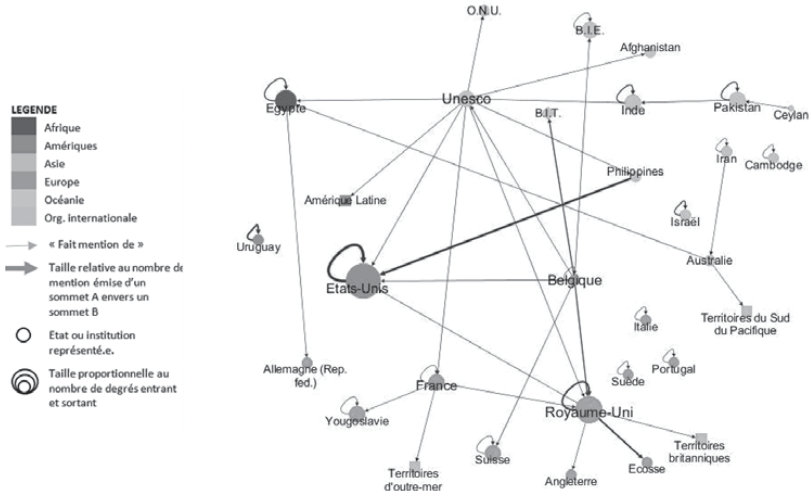 O.N.U.
B.I.E.
Afghanistan
Unesco
Egypte
Inde
Pakistan
Ceylan
B.I.T.
Iran
Cambodge
Philippines
Amérique Latine
Israël
Uruguay
Australie
Etats-Unis
Belgique
Territoires du Sud
du Pacifique
Italie
Allemagne (Rep.
fed.)
France
Suède
Portugal
Royaume-Uni
Yougoslavie
Territoires
britanniques
Suisse
Territoires
d'outre-mer
Angleterre
Ecosse
LEGENDE
Afrique
Amériques
Asie
Europe
Océanie
Org. internationale
« Fait mention de »
Taille relative au nombre de
mention émise d'un
sommet A envers un
sommet B
Etat ou institution
représenté.e.
Taille proportionnelle au
nombre de degrés entrant
et sortant